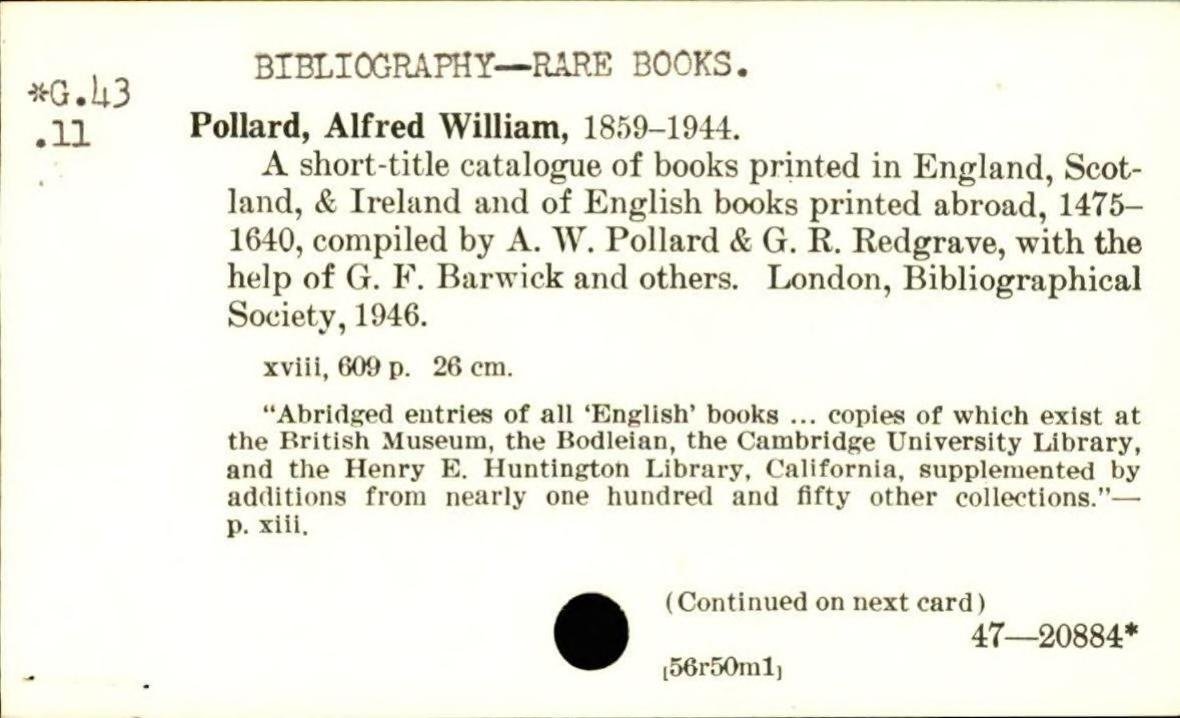 BIBLIOGRAPHY—RARE BOOKS.
*G.43
.11
Pollard, Alfred William, 1859–1944.
A short-title catalogue of books printed in England, Scot-
land, & Ireland and of English books printed abroad, 1475–
1640, compiled by A. W. Pollard & G. R. Redgrave, with the
help of G. F. Barwick and others. London, Bibliographical
Society, 1946.
xviii, 609 p. 26 cm.
"Abridged entries of all 'English' books ... copies of which exist at
the British Museum, the Bodleian, the Cambridge University Library,
and the Henry E. Huntington Library, California, supplemented by
additions from nearly one hundred and fifty other collections."—
p. xiii.
(Continued on next card)
47—20884*
[56r50m1]